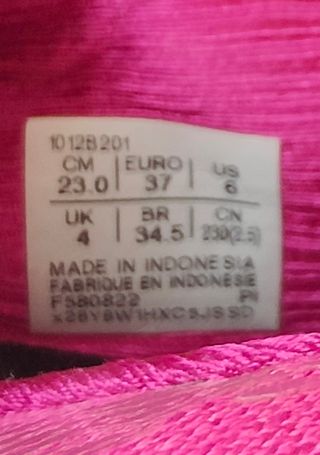 1012B201
CM | EURO | US
23.0 | 37 | 6
UK | BR | CN
4 | 34.5 | 230(2.5)
MADE IN INDONESIA
FABRIQUE EN INDONESIE
F580822 PI